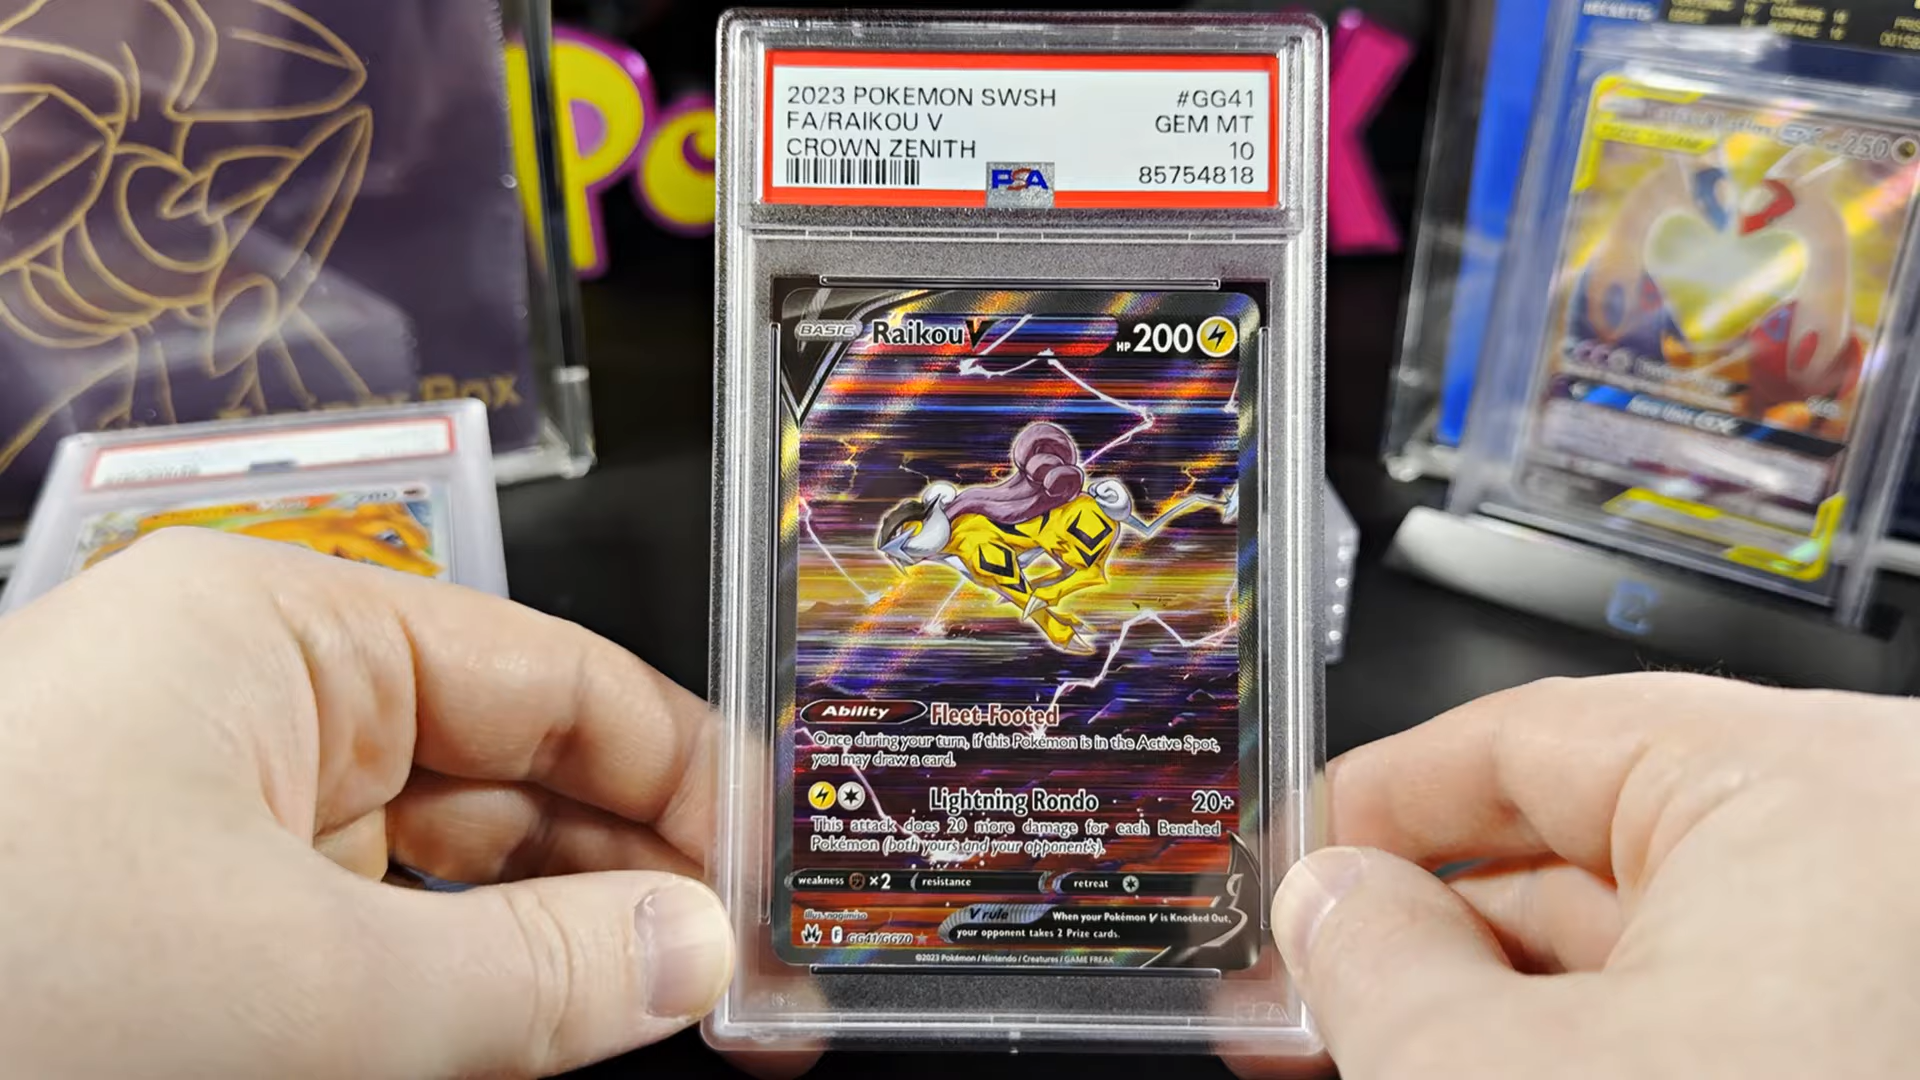 2023 POKEMON SWSH #GG41
FA/RAIKOU V GEM MT
CROWN ZENITH 10
PSA 85754818
BASIC Raikou V HP 200
Ability Fleet-Footed
Once during your turn, if this Pokémon is in the Active Spot,
you may draw a card.
Lightning Rondo 20+
This attack does 20 more damage for each Benched
Pokémon (both yours and your opponent's).
weakness ×2 resistance retreat
illus. nagimiso
V rule When your Pokémon V is Knocked Out,
your opponent takes 2 Prize cards.
F GG41/GG70
©2023 Pokémon / Nintendo / Creatures / GAME FREAK
Po
BOX
250